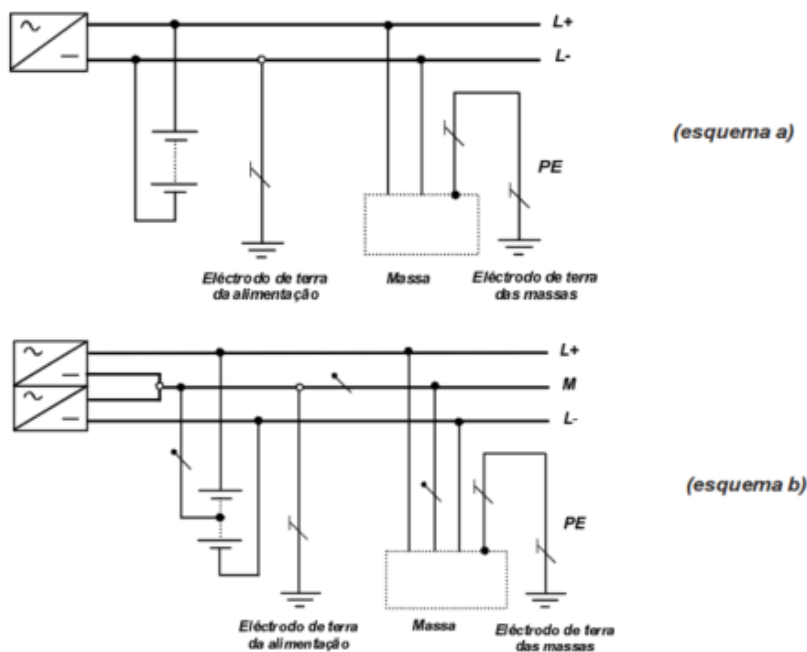 L+
L-
(esquema a)
PE
Eléctrodo de terra
da alimentação
Massa
Eléctrodo de terra
das massas
L+
M
L-
(esquema b)
PE
Eléctrodo de terra
da alimentação
Massa
Eléctrodo de terra
das massas